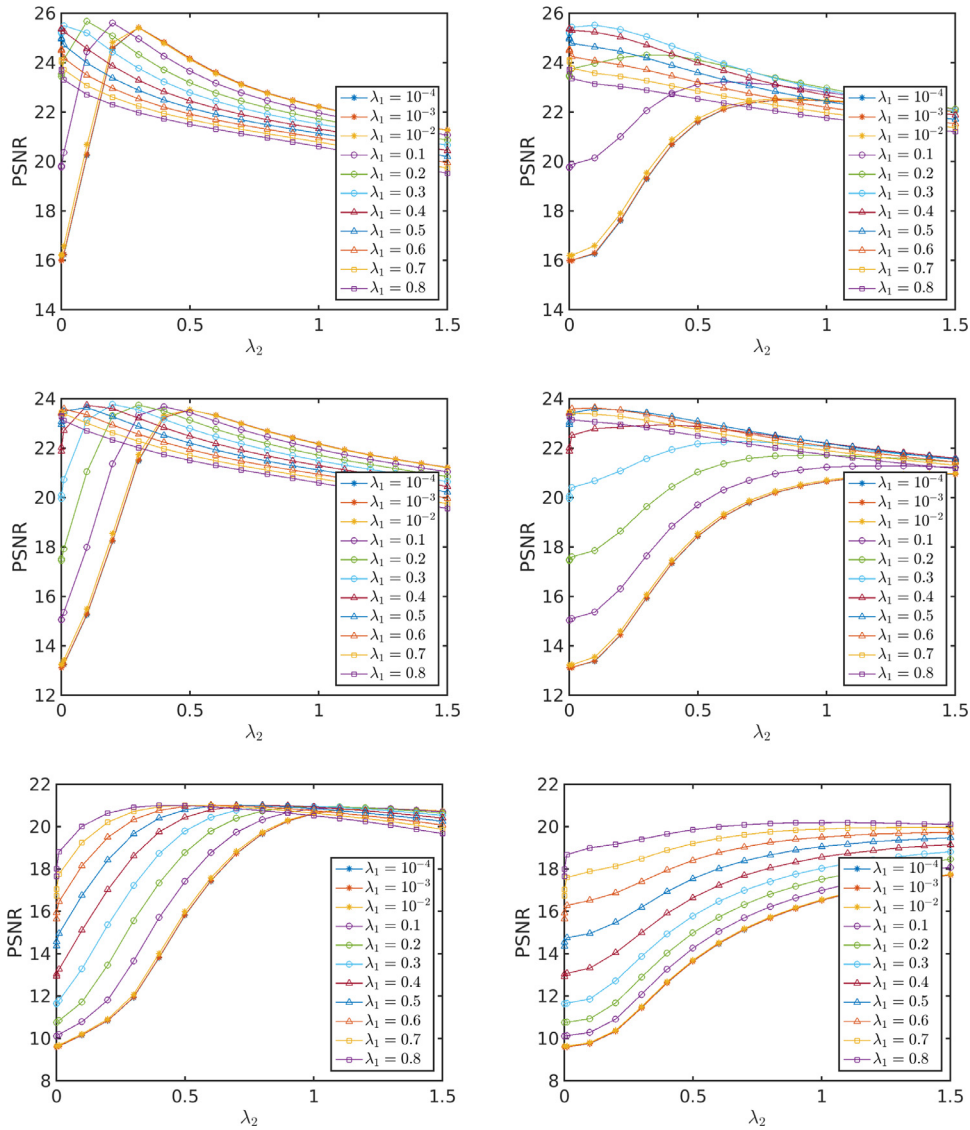 26
24
22
20
18
16
14
PSNR
0
0.5
1
1.5
λ₂
λ₁ = 10⁻⁴
λ₁ = 10⁻³
λ₁ = 10⁻²
λ₁ = 0.1
λ₁ = 0.2
λ₁ = 0.3
λ₁ = 0.4
λ₁ = 0.5
λ₁ = 0.6
λ₁ = 0.7
λ₁ = 0.8
26
24
22
20
18
16
14
PSNR
0
0.5
1
1.5
λ₂
λ₁ = 10⁻⁴
λ₁ = 10⁻³
λ₁ = 10⁻²
λ₁ = 0.1
λ₁ = 0.2
λ₁ = 0.3
λ₁ = 0.4
λ₁ = 0.5
λ₁ = 0.6
λ₁ = 0.7
λ₁ = 0.8
24
22
20
18
16
14
12
PSNR
0
0.5
1
1.5
λ₂
λ₁ = 10⁻⁴
λ₁ = 10⁻³
λ₁ = 10⁻²
λ₁ = 0.1
λ₁ = 0.2
λ₁ = 0.3
λ₁ = 0.4
λ₁ = 0.5
λ₁ = 0.6
λ₁ = 0.7
λ₁ = 0.8
24
22
20
18
16
14
12
PSNR
0
0.5
1
1.5
λ₂
λ₁ = 10⁻⁴
λ₁ = 10⁻³
λ₁ = 10⁻²
λ₁ = 0.1
λ₁ = 0.2
λ₁ = 0.3
λ₁ = 0.4
λ₁ = 0.5
λ₁ = 0.6
λ₁ = 0.7
λ₁ = 0.8
22
20
18
16
14
12
10
8
PSNR
0
0.5
1
1.5
λ₂
λ₁ = 10⁻⁴
λ₁ = 10⁻³
λ₁ = 10⁻²
λ₁ = 0.1
λ₁ = 0.2
λ₁ = 0.3
λ₁ = 0.4
λ₁ = 0.5
λ₁ = 0.6
λ₁ = 0.7
λ₁ = 0.8
22
20
18
16
14
12
10
8
PSNR
0
0.5
1
1.5
λ₂
λ₁ = 10⁻⁴
λ₁ = 10⁻³
λ₁ = 10⁻²
λ₁ = 0.1
λ₁ = 0.2
λ₁ = 0.3
λ₁ = 0.4
λ₁ = 0.5
λ₁ = 0.6
λ₁ = 0.7
λ₁ = 0.8